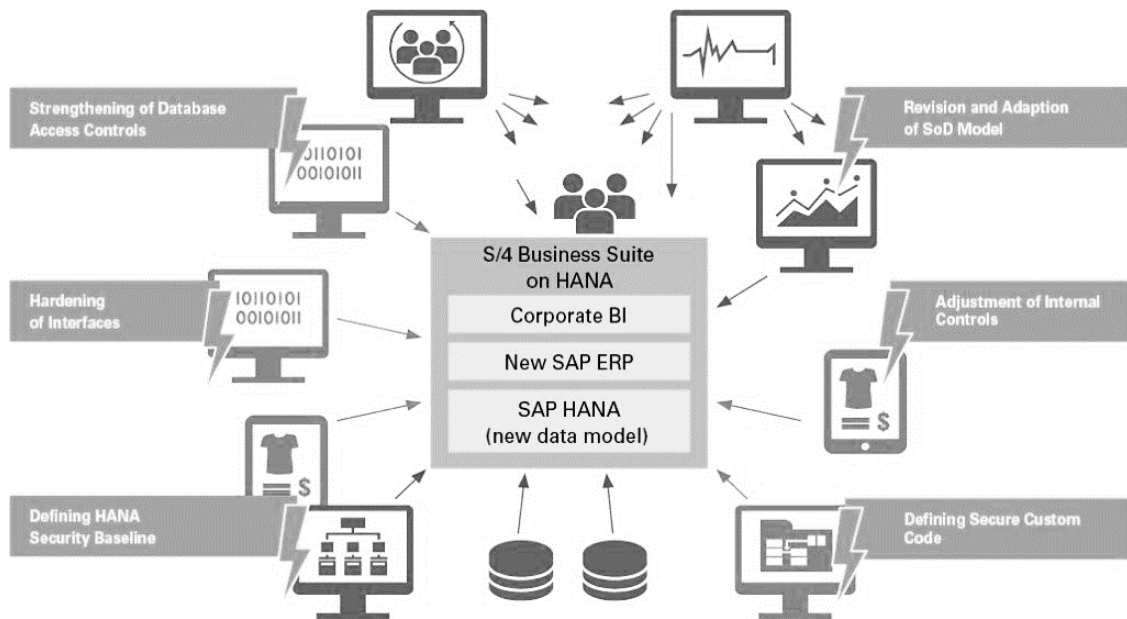 Strengthening of Database
Access Controls
10110101
00101011
Revision and Adaption
of SoD Model
S/4 Business Suite
on HANA
Corporate BI
New SAP ERP
SAP HANA
(new data model)
Hardening
of Interfaces
10110101
00101011
Adjustment of Internal
Controls
$
$
Defining HANA
Security Baseline
Defining Secure Custom
Code